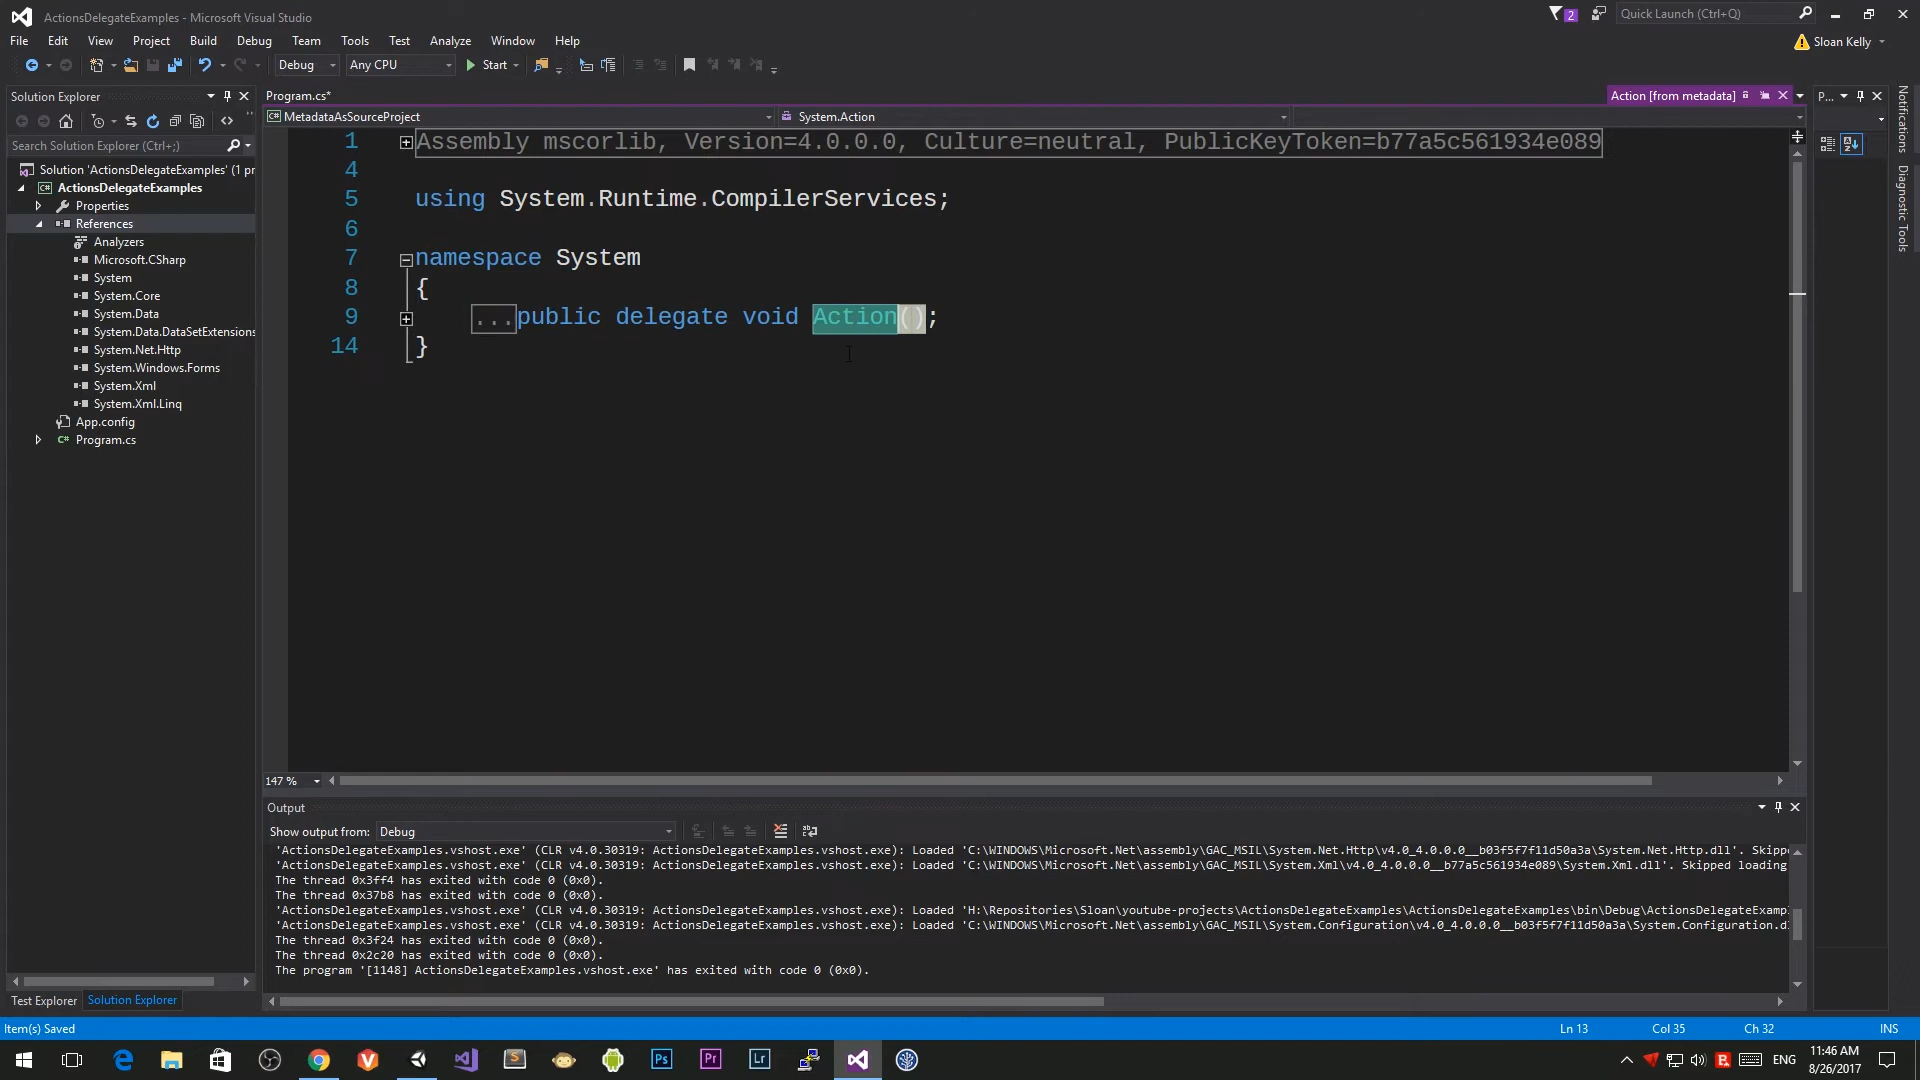 ActionsDelegateExamples - Microsoft Visual Studio
2
Quick Launch (Ctrl+Q)
File Edit View Project Build Debug Team Tools Test Analyze Window Help
Sloan Kelly
Debug Any CPU Start
Solution Explorer
Program.cs*
Action [from metadata]
P...
MetadataAsSourceProject
System.Action
Search Solution Explorer (Ctrl+;)
Solution 'ActionsDelegateExamples' (1 pr
ActionsDelegateExamples
Properties
References
Analyzers
Microsoft.CSharp
System
System.Core
System.Data
System.Data.DataSetExtensions
System.Net.Http
System.Windows.Forms
System.Xml
System.Xml.Linq
App.config
Program.cs
1 Assembly mscorlib, Version=4.0.0.0, Culture=neutral, PublicKeyToken=b77a5c561934e089
4
5 using System.Runtime.CompilerServices;
6
7 namespace System
8 {
9 ...public delegate void Action();
14 }
Notifications
Diagnostic Tools
147 %
Output
Show output from: Debug
'ActionsDelegateExamples.vshost.exe' (CLR v4.0.30319: ActionsDelegateExamples.vshost.exe): Loaded 'C:\WINDOWS\Microsoft.Net\assembly\GAC_MSIL\System.Net.Http\v4.0_4.0.0.0__b03f5f7f11d50a3a\System.Net.Http.dll'. Skippe
'ActionsDelegateExamples.vshost.exe' (CLR v4.0.30319: ActionsDelegateExamples.vshost.exe): Loaded 'C:\WINDOWS\Microsoft.Net\assembly\GAC_MSIL\System.Xml\v4.0_4.0.0.0__b77a5c561934e089\System.Xml.dll'. Skipped loading
The thread 0x3ff4 has exited with code 0 (0x0).
The thread 0x37b8 has exited with code 0 (0x0).
'ActionsDelegateExamples.vshost.exe' (CLR v4.0.30319: ActionsDelegateExamples.vshost.exe): Loaded 'H:\Repositories\Sloan\youtube-projects\ActionsDelegateExamples\ActionsDelegateExamples\bin\Debug\ActionsDelegateExampl
'ActionsDelegateExamples.vshost.exe' (CLR v4.0.30319: ActionsDelegateExamples.vshost.exe): Loaded 'C:\WINDOWS\Microsoft.Net\assembly\GAC_MSIL\System.Configuration\v4.0_4.0.0.0__b03f5f7f11d50a3a\System.Configuration.d
The thread 0x3f24 has exited with code 0 (0x0).
The thread 0x2c20 has exited with code 0 (0x0).
The program '[1148] ActionsDelegateExamples.vshost.exe' has exited with code 0 (0x0).
Test Explorer Solution Explorer
Item(s) Saved
Ln 13 Col 35 Ch 32 INS
Ps Pr Lr
ENG
11:46 AM
8/26/2017